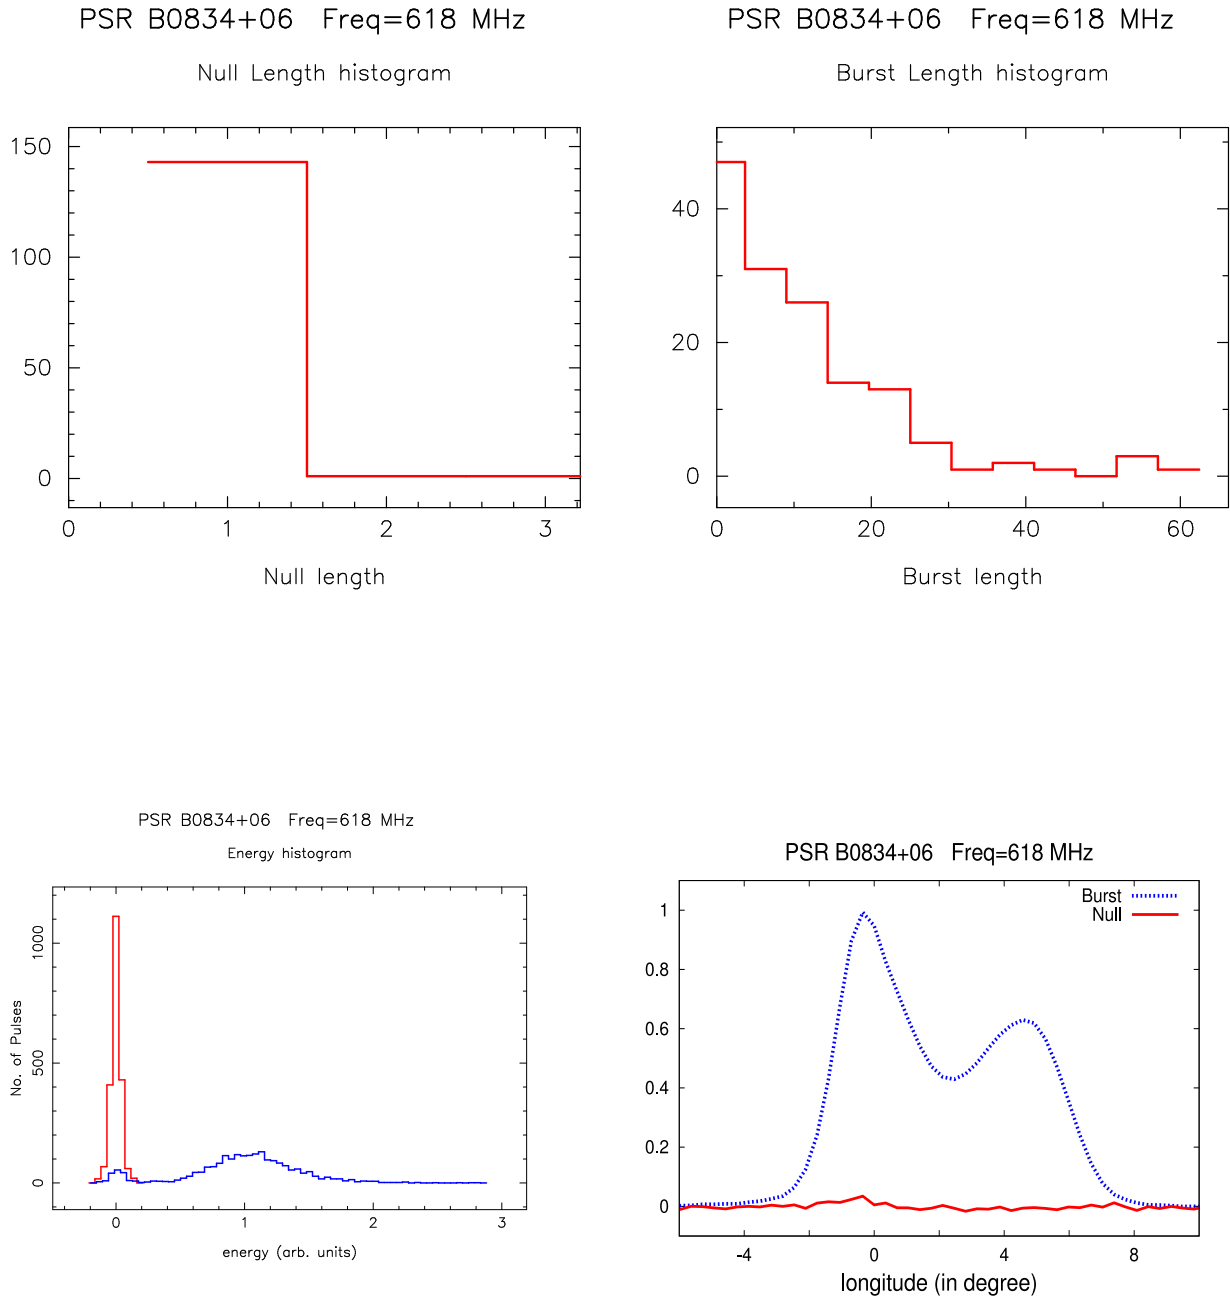 PSR B0834+06 Freq=618 MHz
Null Length histogram
150
100
50
0
0 1 2 3
Null length
PSR B0834+06 Freq=618 MHz
Burst Length histogram
40
20
0
0 20 40 60
Burst length
PSR B0834+06 Freq=618 MHz
Energy histogram
No. of Pulses
1000
500
0
0 1 2 3
energy (arb. units)
PSR B0834+06 Freq=618 MHz
Burst
Null
1
0.8
0.6
0.4
0.2
0
-4 0 4 8
longitude (in degree)